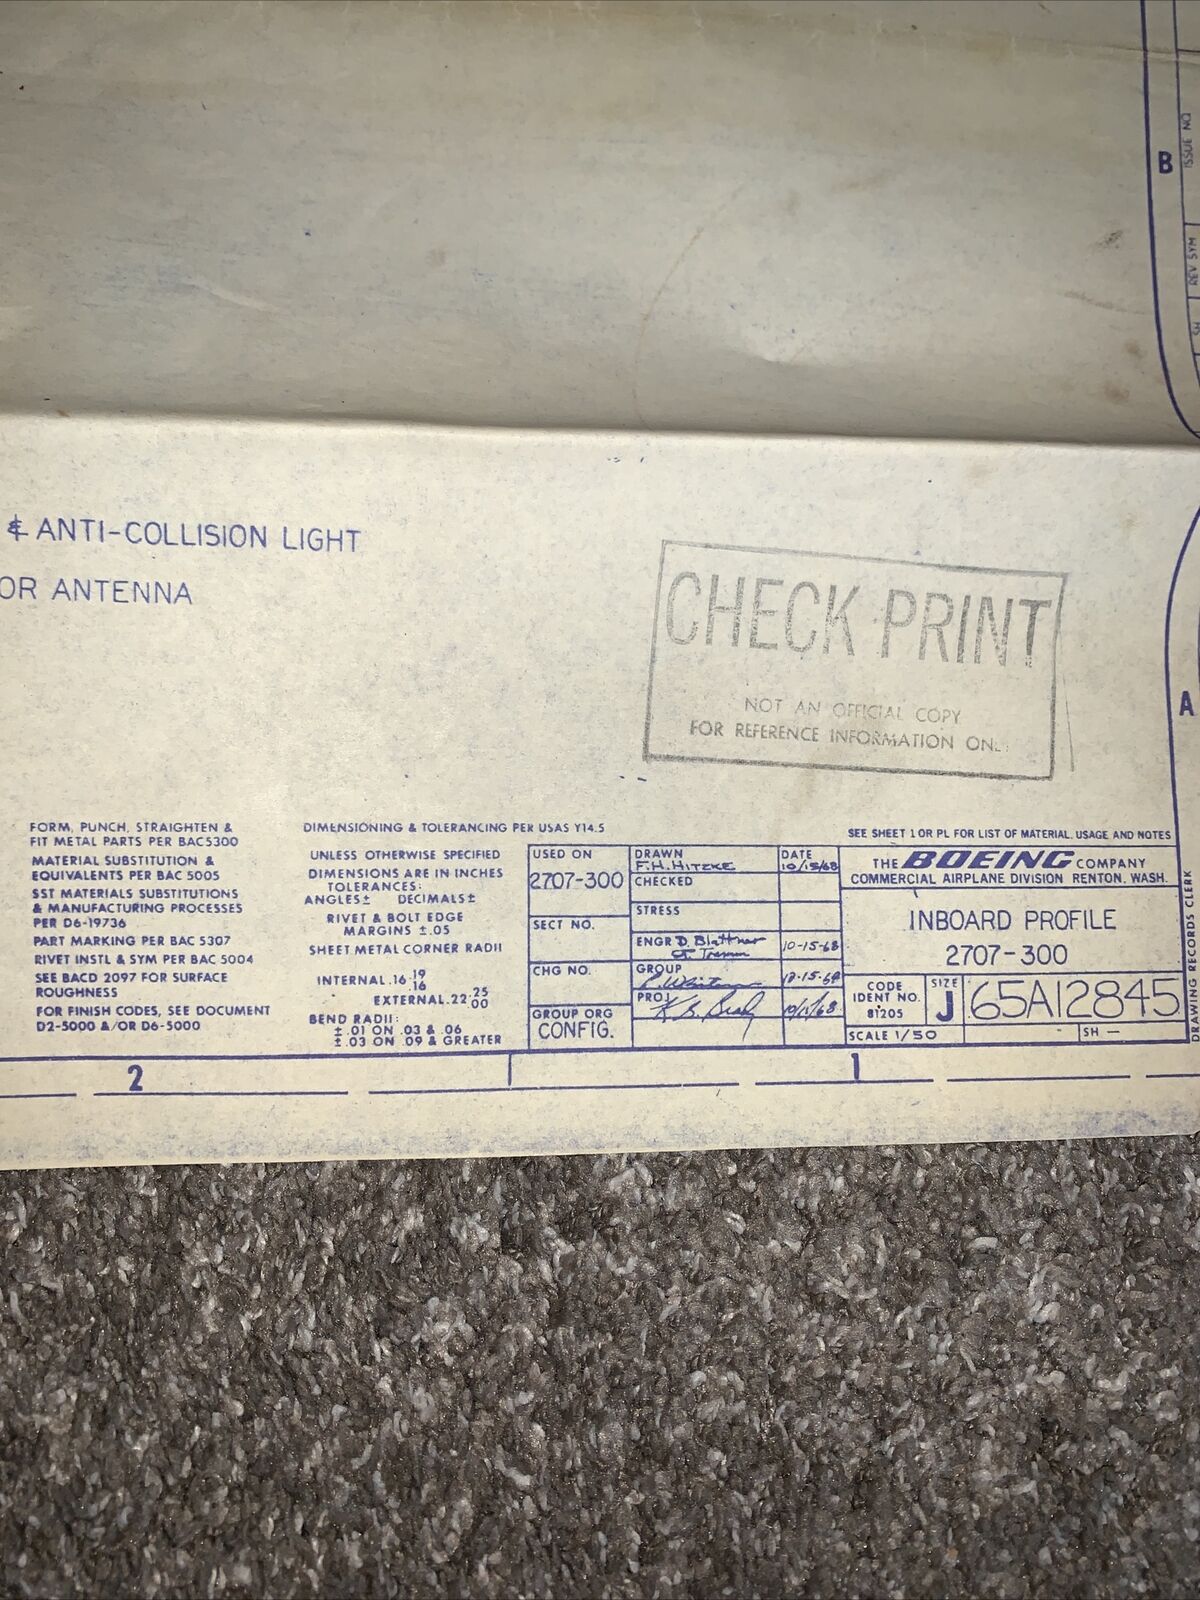 B
ISSUE NO
REV SYM
SH
& ANTI-COLLISION LIGHT
OR ANTENNA
CHECK PRINT
NOT AN OFFICIAL COPY
FOR REFERENCE INFORMATION ONL
A
FORM, PUNCH, STRAIGHTEN &
FIT METAL PARTS PER BAC5300
MATERIAL SUBSTITUTION &
EQUIVALENTS PER BAC 5005
SST MATERIALS SUBSTITUTIONS
& MANUFACTURING PROCESSES
PER D6-19736
PART MARKING PER BAC 5307
RIVET INSTL & SYM PER BAC 5004
SEE BACD 2097 FOR SURFACE
ROUGHNESS
FOR FINISH CODES, SEE DOCUMENT
D2-5000 &/OR D6-5000
DIMENSIONING & TOLERANCING PER USAS Y14.5
UNLESS OTHERWISE SPECIFIED
DIMENSIONS ARE IN INCHES
TOLERANCES:
ANGLES± DECIMALS±
RIVET & BOLT EDGE
MARGINS ±.05
SHEET METAL CORNER RADII
INTERNAL .16 .19 .16
EXTERNAL .22 .25 .00
BEND RADII:
± .01 ON .03 & .06
± .03 ON .09 & GREATER
USED ON
2707-300
SECT NO.
CHG NO.
GROUP ORG
CONFIG.
DRAWN
F.H.HITZKE
CHECKED
STRESS
ENGR D. Blattner
GROUP
PROJ
DATE
10/15/68
10-15-68
SEE SHEET 1 OR PL FOR LIST OF MATERIAL, USAGE AND NOTES
THE BOEING COMPANY
COMMERCIAL AIRPLANE DIVISION RENTON, WASH.
INBOARD PROFILE
2707-300
CODE
IDENT NO.
81205
SIZE
J
65A12845
SCALE 1/50
SH —
DRAWING RECORDS CLERK
2
1